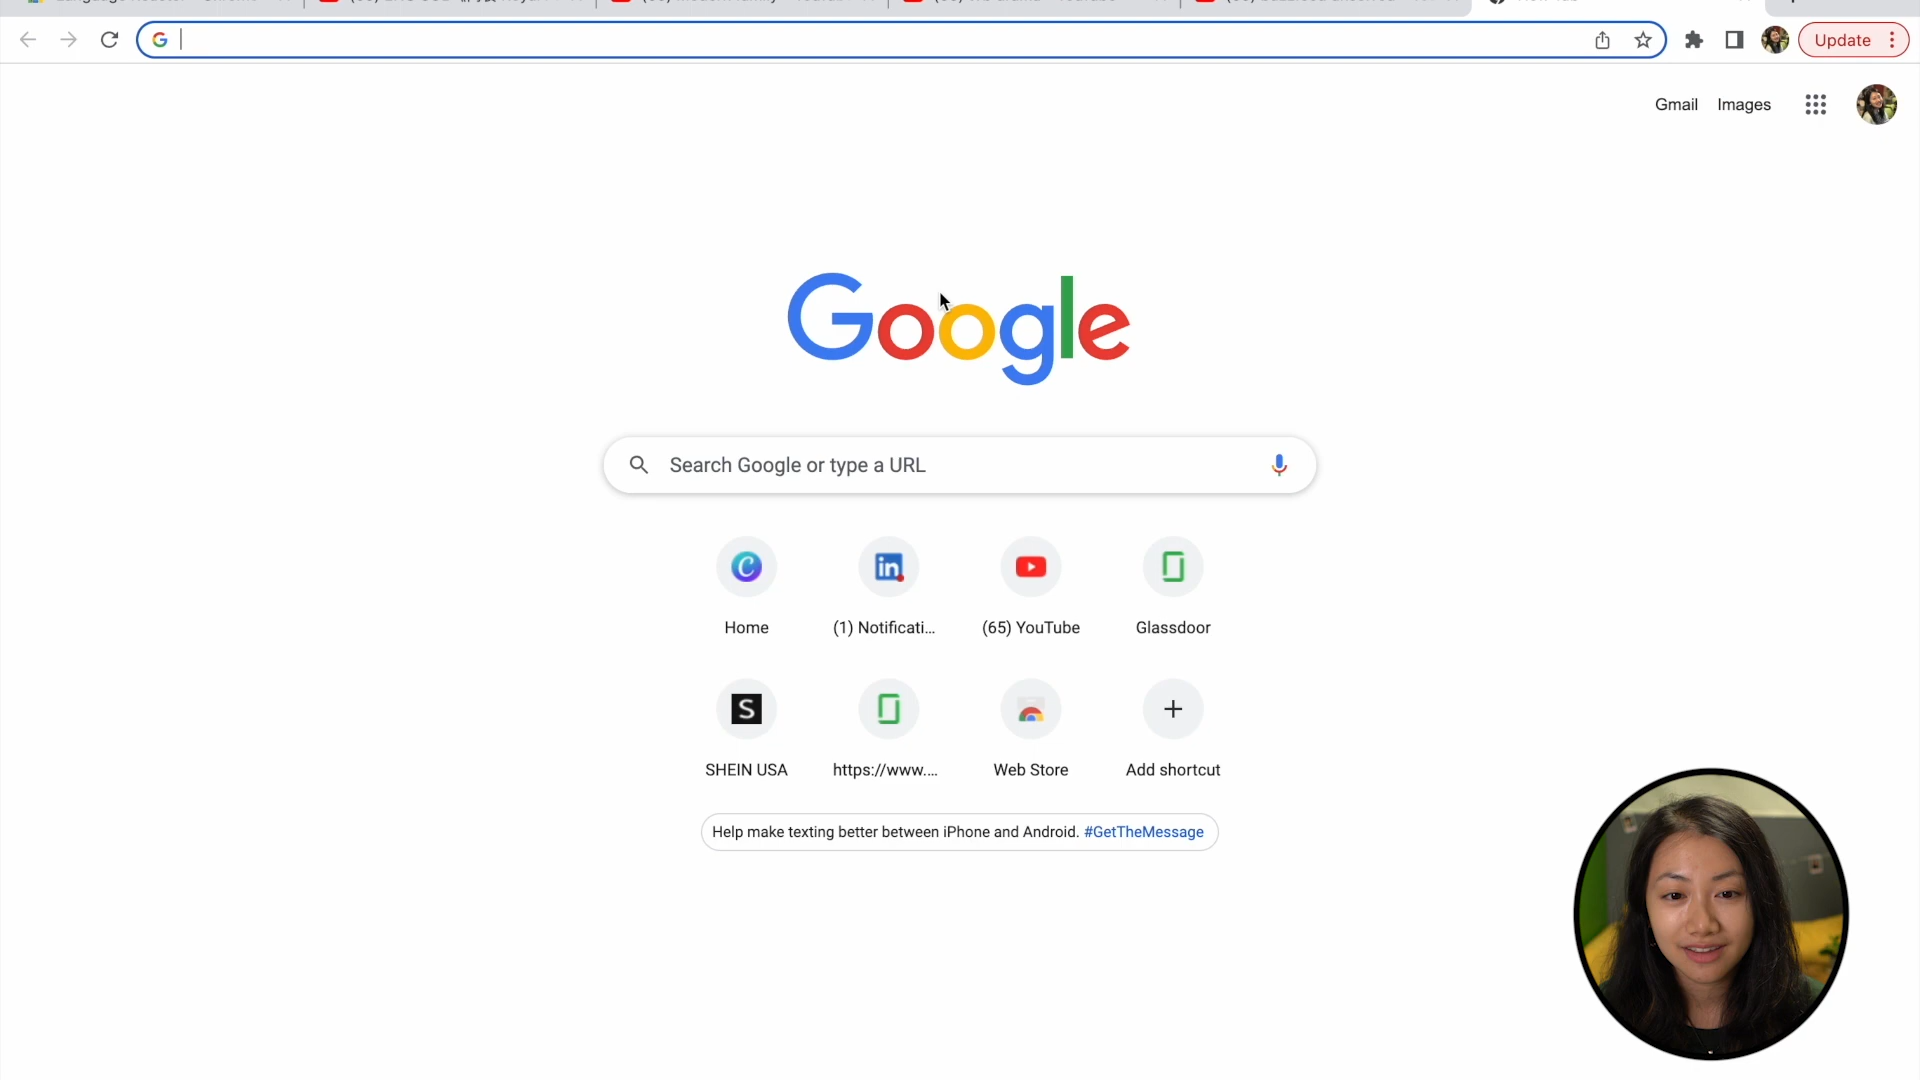 Update
Gmail Images
Google
Search Google or type a URL
Home
(1) Notificati...
(65) YouTube
Glassdoor
SHEIN USA
https://www....
Web Store
Add shortcut
Help make texting better between iPhone and Android. #GetTheMessage